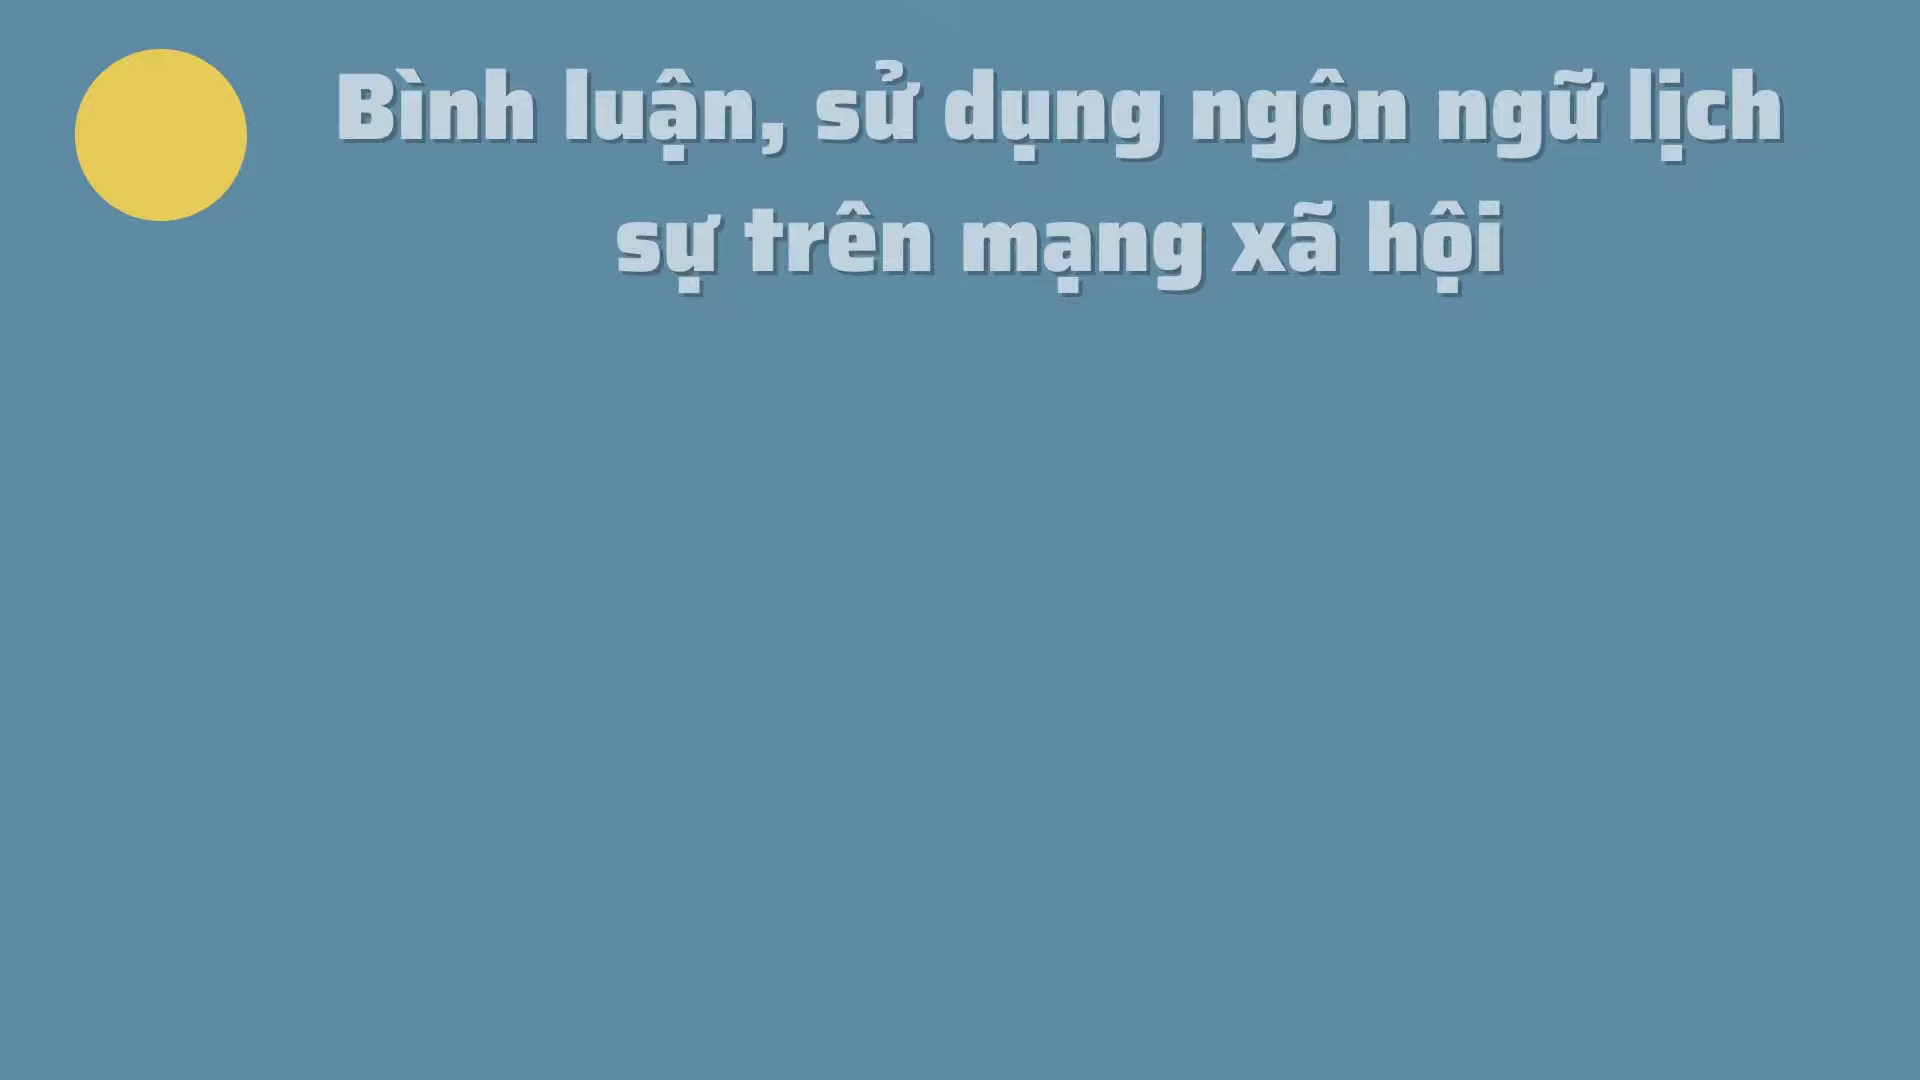 Bình luận, sử dụng ngôn ngữ lịch
sự trên mạng xã hội